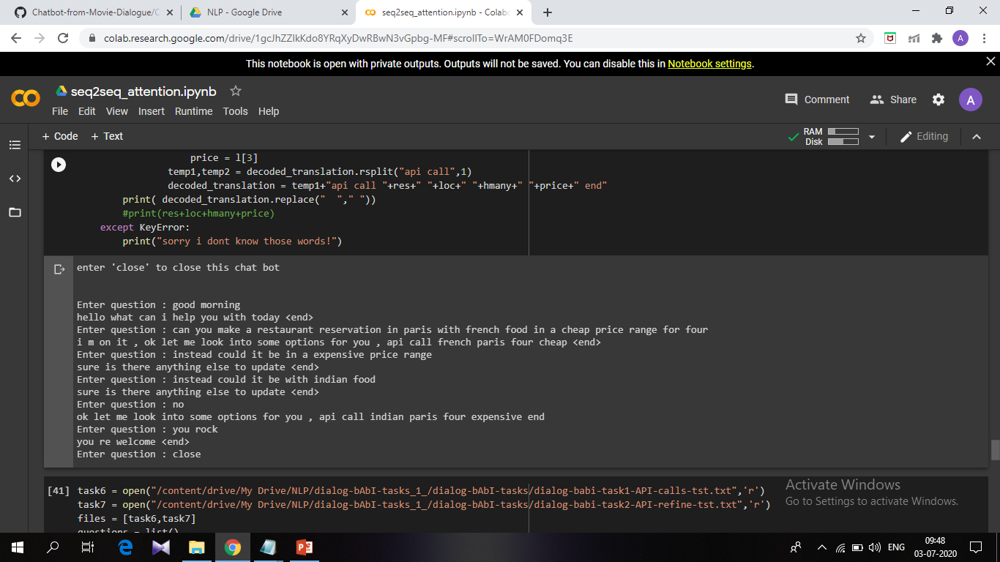 Chatbot-from-Movie-Dialogue/C
NLP - Google Drive
seq2seq_attention.ipynb - Colabo
colab.research.google.com/drive/1gcJhZZIkKdo8YRqXyDwRBwN3vGpbg-MF#scrollTo=WrAM0FDomq3E
A
This notebook is open with private outputs. Outputs will not be saved. You can disable this in Notebook settings.
seq2seq_attention.ipynb
Comment
Share
A
File Edit View Insert Runtime Tools Help
+ Code + Text
RAM
Disk
Editing
price = l[3]
temp1,temp2 = decoded_translation.rsplit("api call",1)
decoded_translation = temp1+"api call "+res+" "+loc+" "+hmany+" "+price+" end"
print( decoded_translation.replace("  "," "))
#print(res+loc+hmany+price)
except KeyError:
print("sorry i dont know those words!")
enter 'close' to close this chat bot
Enter question : good morning
hello what can i help you with today <end>
Enter question : can you make a restaurant reservation in paris with french food in a cheap price range for four
i m on it , ok let me look into some options for you , api call french paris four cheap <end>
Enter question : instead could it be in a expensive price range
sure is there anything else to update <end>
Enter question : instead could it be with indian food
sure is there anything else to update <end>
Enter question : no
ok let me look into some options for you , api call indian paris four expensive end
Enter question : you rock
you re welcome <end>
Enter question : close
[41] task6 = open("/content/drive/My Drive/NLP/dialog-bAbI-tasks_1_/dialog-bAbI-tasks/dialog-babi-task1-API-calls-tst.txt",'r')
task7 = open("/content/drive/My Drive/NLP/dialog-bAbI-tasks_1_/dialog-bAbI-tasks/dialog-babi-task2-API-refine-tst.txt",'r')
files = [task6,task7]
questions = list()
Activate Windows
Go to Settings to activate Windows.
ENG
09:48
03-07-2020